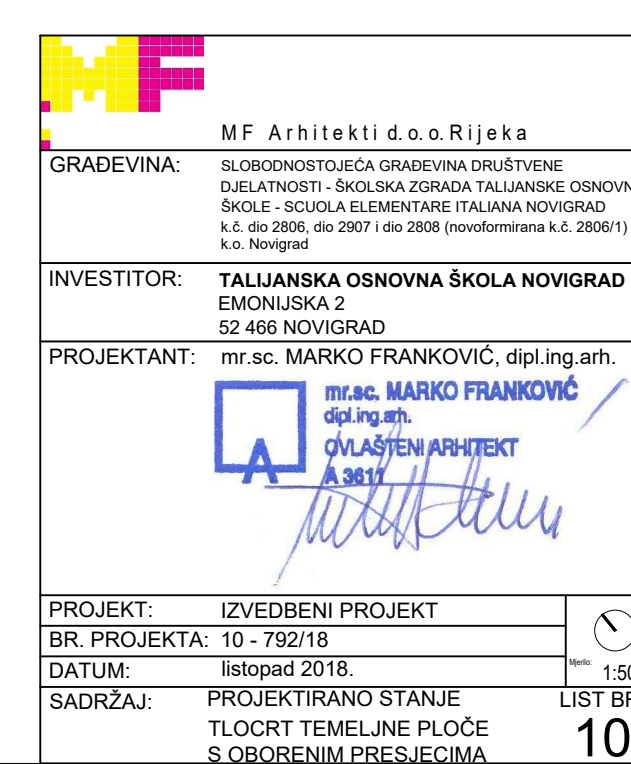 MF
MF Arhitekti d.o.o. Rijeka
GRAĐEVINA:
SLOBODNOSTOJEĆA GRAĐEVINA DRUŠTVENE
DJELATNOSTI - ŠKOLSKA ZGRADA TALIJANSKE OSNOVN
ŠKOLE - SCUOLA ELEMENTARE ITALIANA NOVIGRAD
k.č. dio 2806, dio 2907 i dio 2808 (novoformirana k.č. 2806/1)
k.o. Novigrad
INVESTITOR: TALIJANSKA OSNOVNA ŠKOLA NOVIGRAD
EMONIJSKA 2
52 466 NOVIGRAD
PROJEKTANT: mr.sc. MARKO FRANKOVIĆ, dipl.ing.arh.
mr.sc. MARKO FRANKOVIĆ
dipl.ing.arh.
OVLAŠTENI ARHITEKT
A 3611
A
PROJEKT: IZVEDBENI PROJEKT
BR. PROJEKTA: 10 - 792/18
DATUM: listopad 2018.
Mjerilo: 1:50
SADRŽAJ: PROJEKTIRANO STANJE
TLOCRT TEMELJNE PLOČE
S OBORENIM PRESJECIMA
LIST BR
10